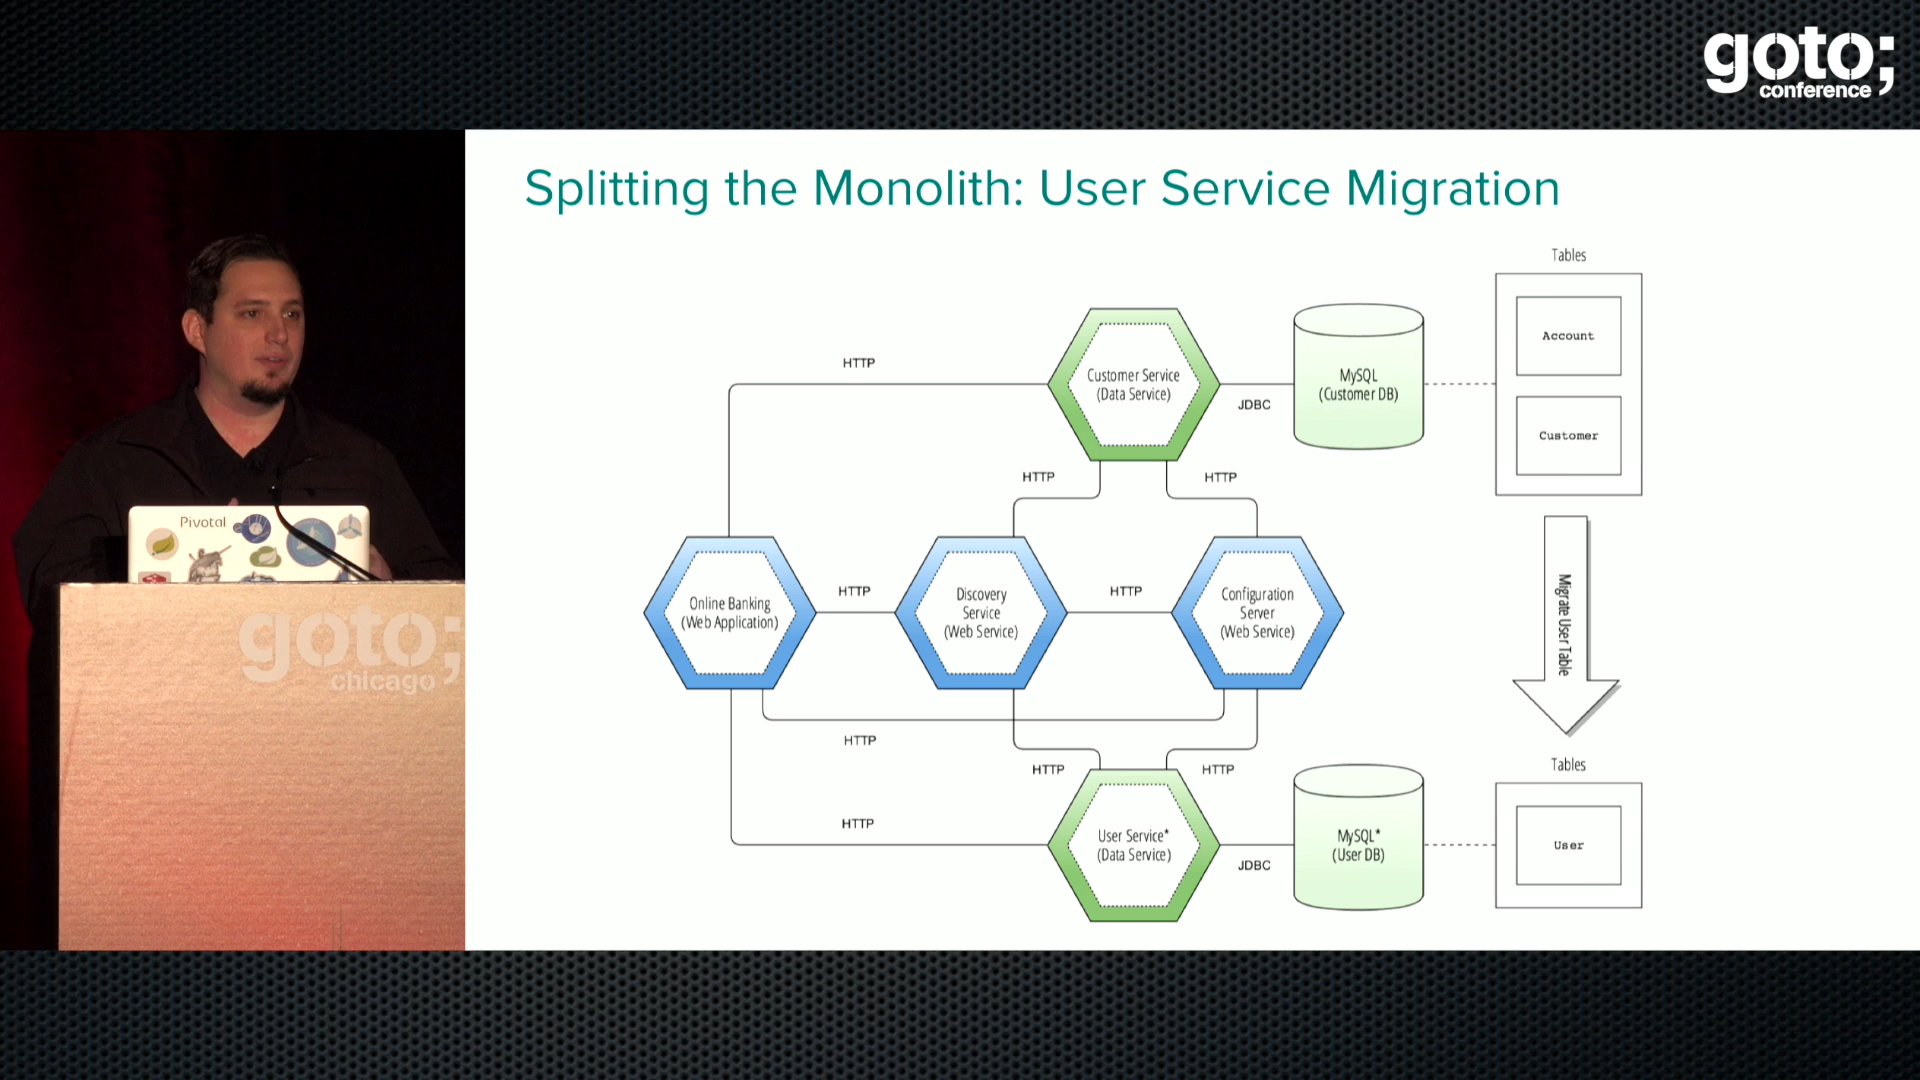 goto;
conference
Splitting the Monolith: User Service Migration
Tables
Account
Customer
HTTP
Customer Service
(Data Service)
JDBC
MySQL
(Customer DB)
HTTP
HTTP
Pivotal
Online Banking
(Web Application)
HTTP
Discovery
Service
(Web Service)
HTTP
Configuration
Server
(Web Service)
Migrate User Table
goto;
chicago
HTTP
HTTP
HTTP
Tables
HTTP
User Service*
(Data Service)
JDBC
MySQL*
(User DB)
User